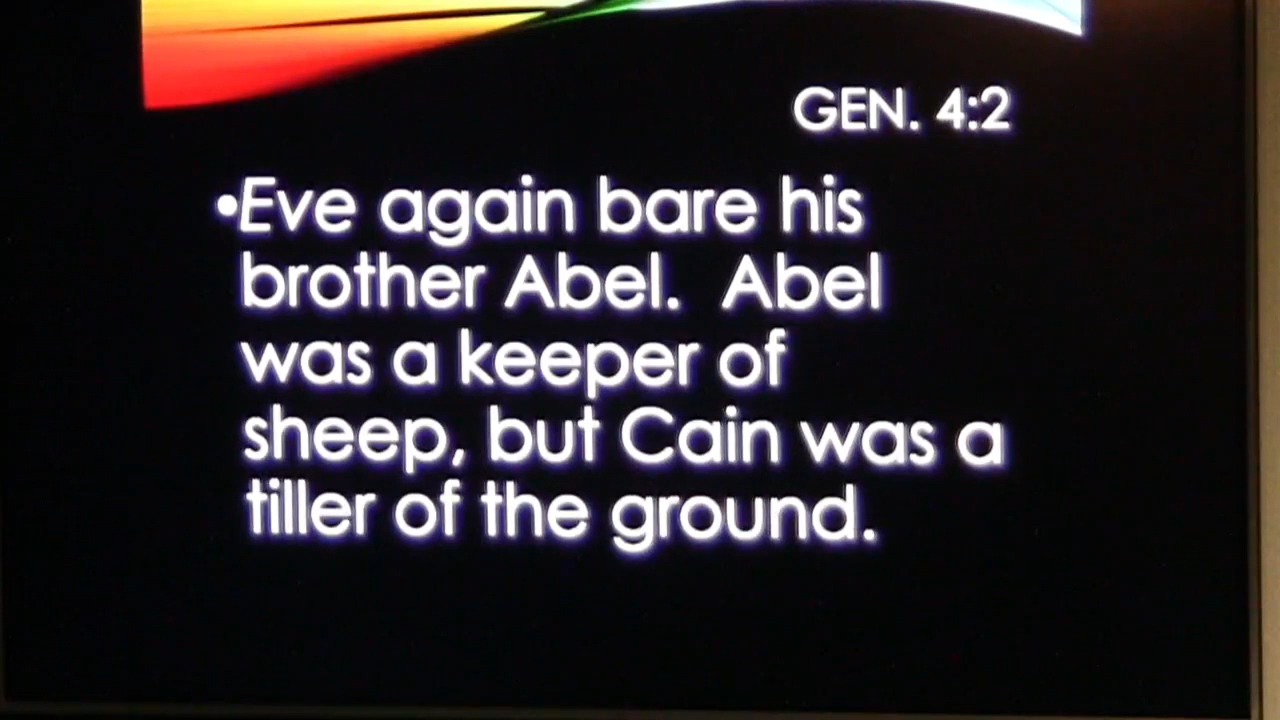 GEN. 4:2
•Eve again bare his
brother Abel.  Abel
was a keeper of
sheep, but Cain was a
tiller of the ground.